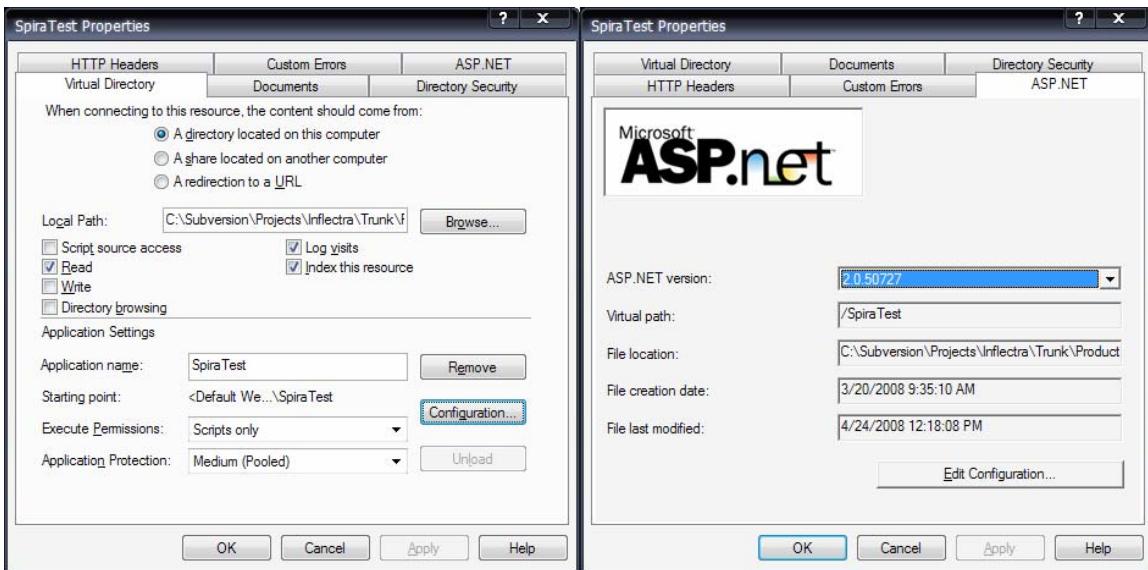 SpiraTest Properties
? X
HTTP Headers Custom Errors ASP.NET
Virtual Directory Documents Directory Security
When connecting to this resource, the content should come from:
A directory located on this computer
A share located on another computer
A redirection to a URL
Local Path: C:\Subversion\Projects\Inflectra\Trunk\F Browse...
Script source access Log visits
Read Index this resource
Write
Directory browsing
Application Settings
Application name: SpiraTest Remove
Starting point: <Default We...\SpiraTest
Configuration...
Execute Permissions: Scripts only
Application Protection: Medium (Pooled) Unload
OK Cancel Apply Help
SpiraTest Properties
? X
Virtual Directory Documents Directory Security
HTTP Headers Custom Errors ASP.NET
Microsoft
ASP.net
ASP.NET version: 2.0.50727
Virtual path: /SpiraTest
File location: C:\Subversion\Projects\Inflectra\Trunk\Product
File creation date: 3/20/2008 9:35:10 AM
File last modified: 4/24/2008 12:18:08 PM
Edit Configuration...
OK Cancel Apply Help